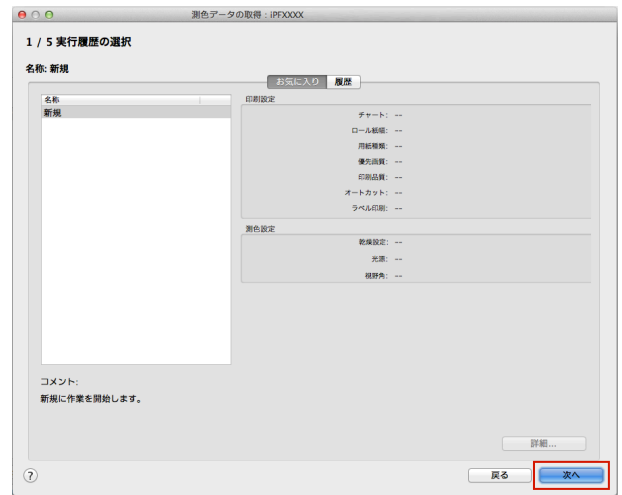 測色データの取得：iPFXXXX
1 / 5 実行履歴の選択
名称: 新規
お気に入り 履歴
名称
新規
印刷設定
チャート: --
ロール紙幅: --
用紙種類: --
優先画質: --
印刷品質: --
オートカット: --
ラベル印刷: --
測色設定
乾燥設定: --
光源: --
視野角: --
コメント:
新規に作業を開始します。
詳細...
? 戻る 次へ